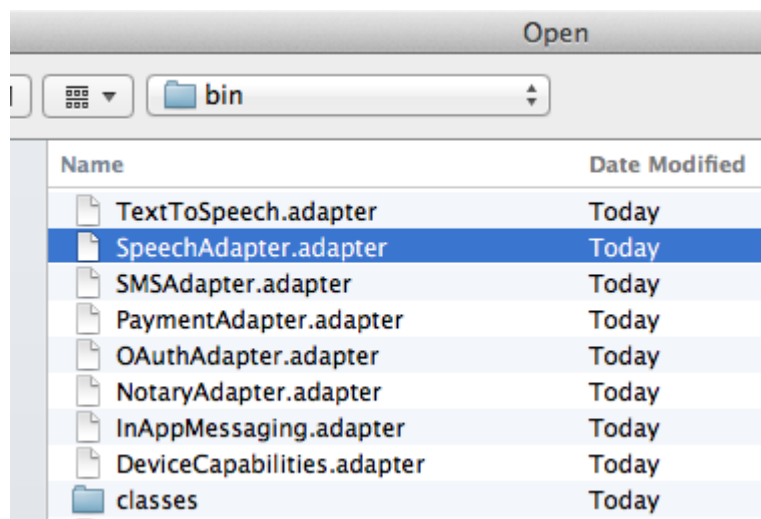 Open
bin
Name Date Modified
TextToSpeech.adapter Today
SpeechAdapter.adapter Today
SMSAdapter.adapter Today
PaymentAdapter.adapter Today
OAuthAdapter.adapter Today
NotaryAdapter.adapter Today
InAppMessaging.adapter Today
DeviceCapabilities.adapter Today
classes Today